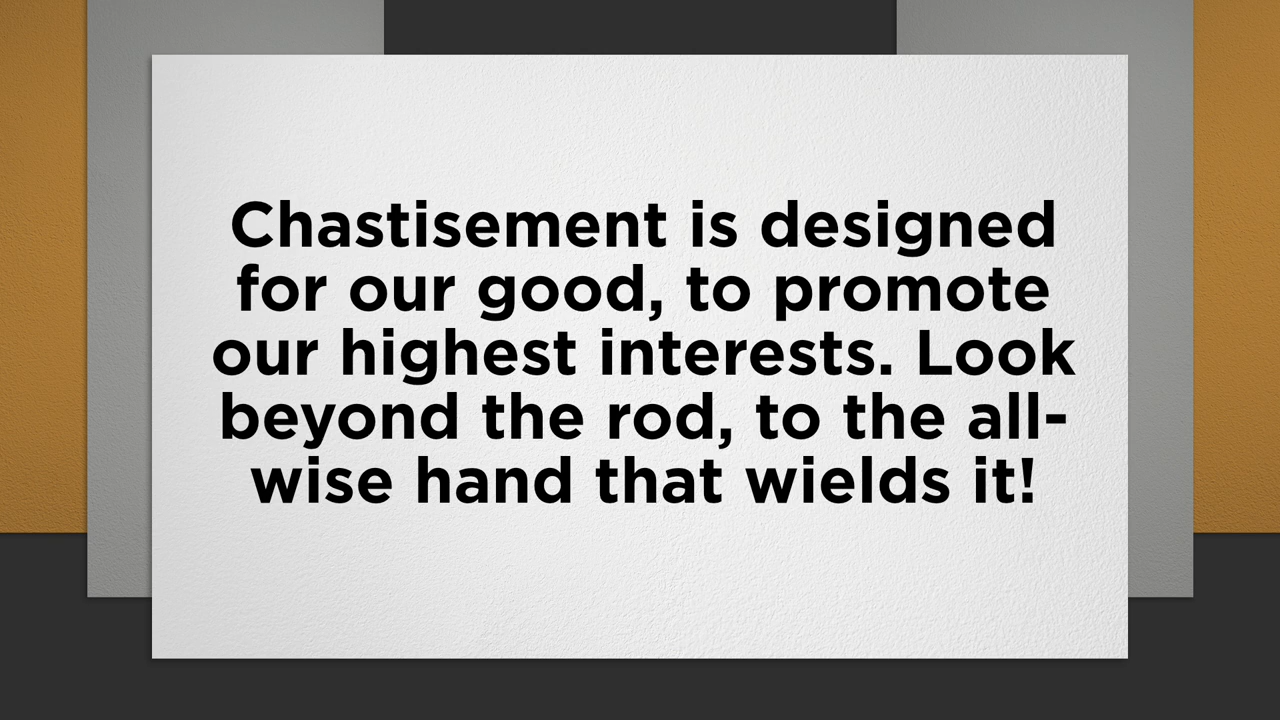 Chastisement is designed
for our good, to promote
our highest interests. Look
beyond the rod, to the all-
wise hand that wields it!